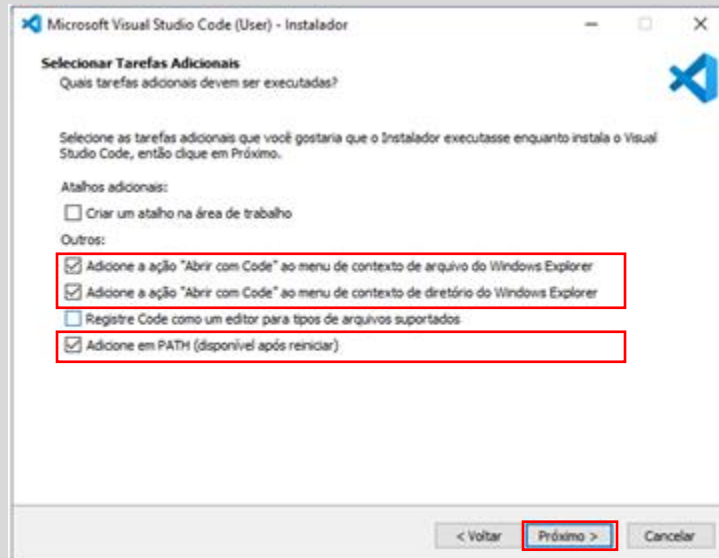 Microsoft Visual Studio Code (User) - Instalador
Selecionar Tarefas Adicionais
Quais tarefas adicionais devem ser executadas?
Selecione as tarefas adicionais que você gostaria que o Instalador executasse enquanto instala o Visual
Studio Code, então clique em Próximo.
Atalhos adicionais:
Criar um atalho na área de trabalho
Outros:
Adicione a ação "Abrir com Code" ao menu de contexto de arquivo do Windows Explorer
Adicione a ação "Abrir com Code" ao menu de contexto de diretório do Windows Explorer
Registre Code como um editor para tipos de arquivos suportados
Adicione em PATH (disponível após reiniciar)
< Voltar Próximo > Cancelar